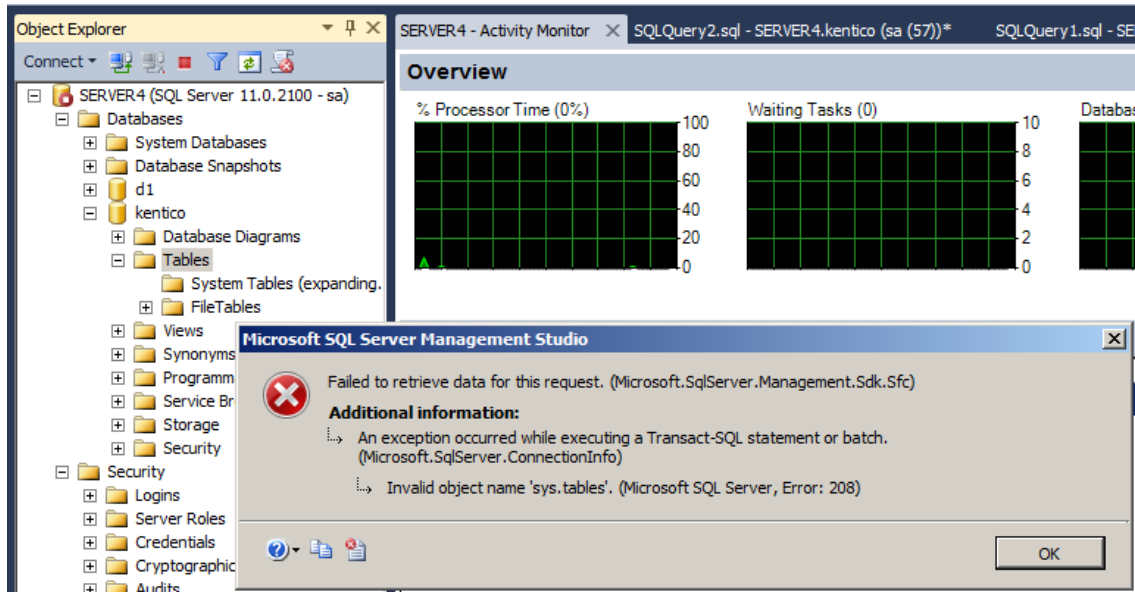 Object Explorer
Connect
SERVER4 (SQL Server 11.0.2100 - sa)
Databases
System Databases
Database Snapshots
d1
kentico
Database Diagrams
Tables
System Tables (expanding.
FileTables
Views
Synonyms
Programm
Service Br
Storage
Security
Security
Logins
Server Roles
Credentials
Cryptographic
Audits
SERVER4 - Activity Monitor SQLQuery2.sql - SERVER4.kentico (sa (57))* SQLQuery1.sql - SE
Overview
% Processor Time (0%) Waiting Tasks (0) Databas
100
80
60
40
20
0
10
8
6
4
2
0
Microsoft SQL Server Management Studio
Failed to retrieve data for this request. (Microsoft.SqlServer.Management.Sdk.Sfc)
Additional information:
An exception occurred while executing a Transact-SQL statement or batch.
(Microsoft.SqlServer.ConnectionInfo)
Invalid object name 'sys.tables'. (Microsoft SQL Server, Error: 208)
OK